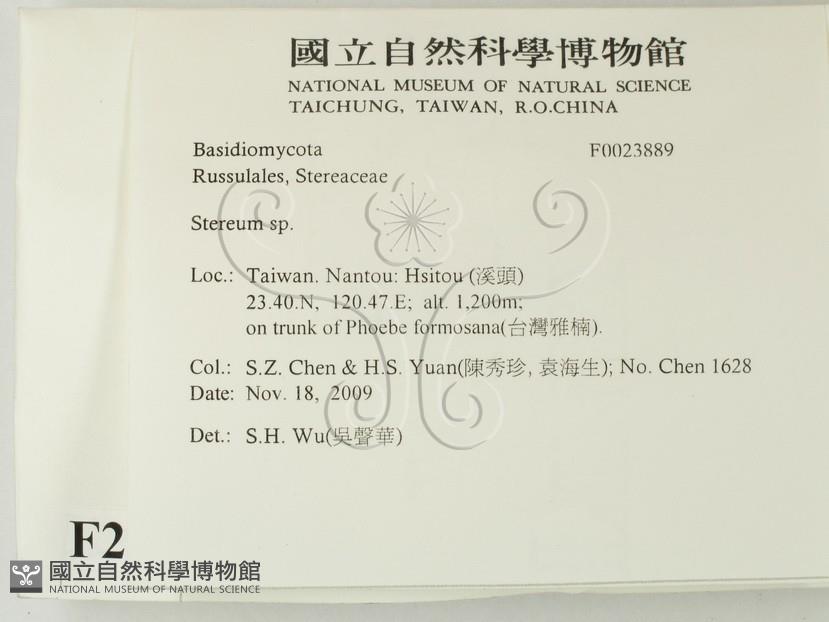 國立自然科學博物館
NATIONAL MUSEUM OF NATURAL SCIENCE
TAICHUNG, TAIWAN, R.O.CHINA
Basidiomycota F0023889
Russulales, Stereaceae
Stereum sp.
Loc.: Taiwan. Nantou: Hsitou (溪頭)
23.40.N, 120.47.E; alt. 1,200m;
on trunk of Phoebe formosana(台灣雅楠).
Col.: S.Z. Chen & H.S. Yuan(陳秀珍, 袁海生); No. Chen 1628
Date: Nov. 18, 2009
Det.: S.H. Wu(吳聲華)
F2
國立自然科學博物館
NATIONAL MUSEUM OF NATURAL SCIENCE